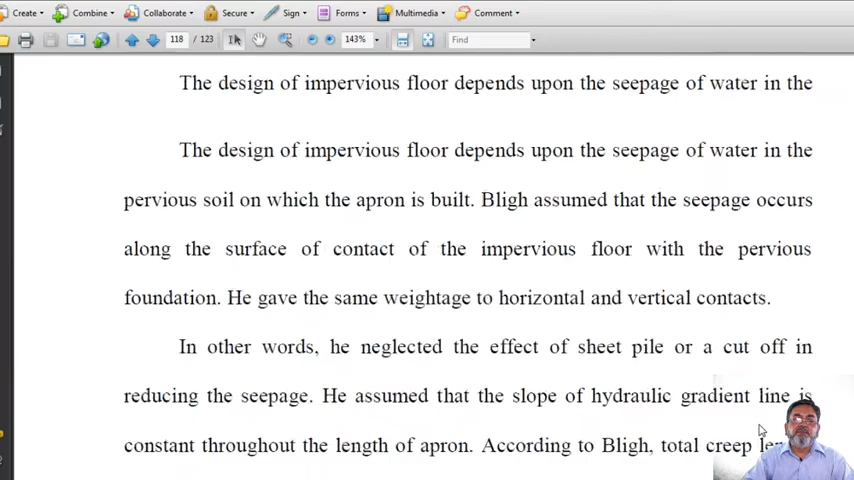 Create Combine Collaborate Secure Sign Forms Multimedia Comment
118 / 123 143% Find
The design of impervious floor depends upon the seepage of water in the
The design of impervious floor depends upon the seepage of water in the
pervious soil on which the apron is built. Bligh assumed that the seepage occurs
along the surface of contact of the impervious floor with the pervious
foundation. He gave the same weightage to horizontal and vertical contacts.
In other words, he neglected the effect of sheet pile or a cut off in
reducing the seepage. He assumed that the slope of hydraulic gradient line is
constant throughout the length of apron. According to Bligh, total creep